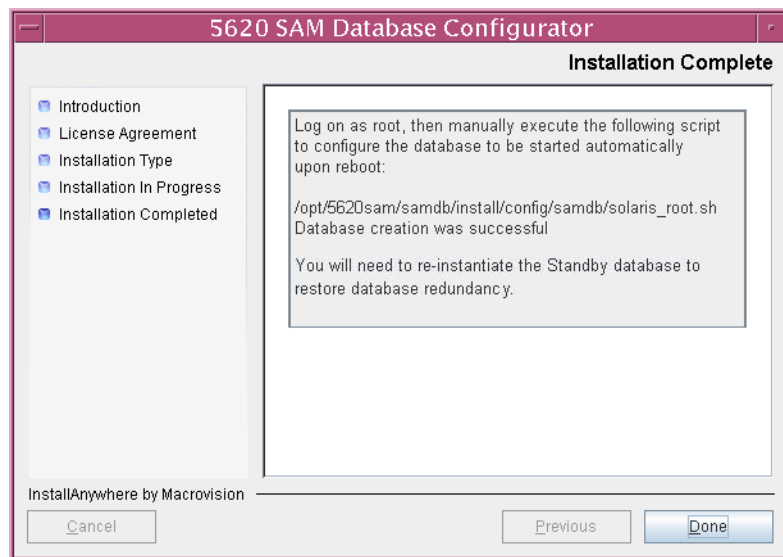 5620 SAM Database Configurator
Installation Complete
Introduction
License Agreement
Installation Type
Installation In Progress
Installation Completed
Log on as root, then manually execute the following script
to configure the database to be started automatically
upon reboot:
/opt/5620sam/samdb/install/config/samdb/solaris_root.sh
Database creation was successful
You will need to re-instantiate the Standby database to
restore database redundancy.
InstallAnywhere by Macrovision
Cancel
Previous
Done